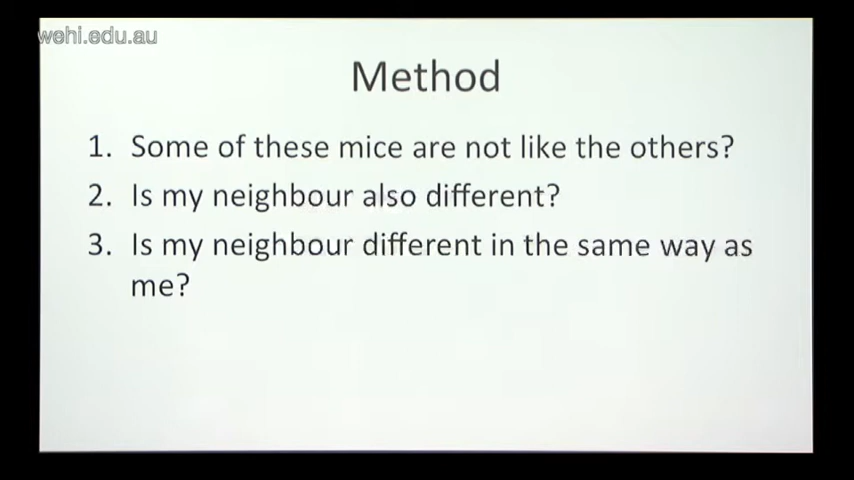 wehi.edu.au
Method
1. Some of these mice are not like the others?
2. Is my neighbour also different?
3. Is my neighbour different in the same way as
me?